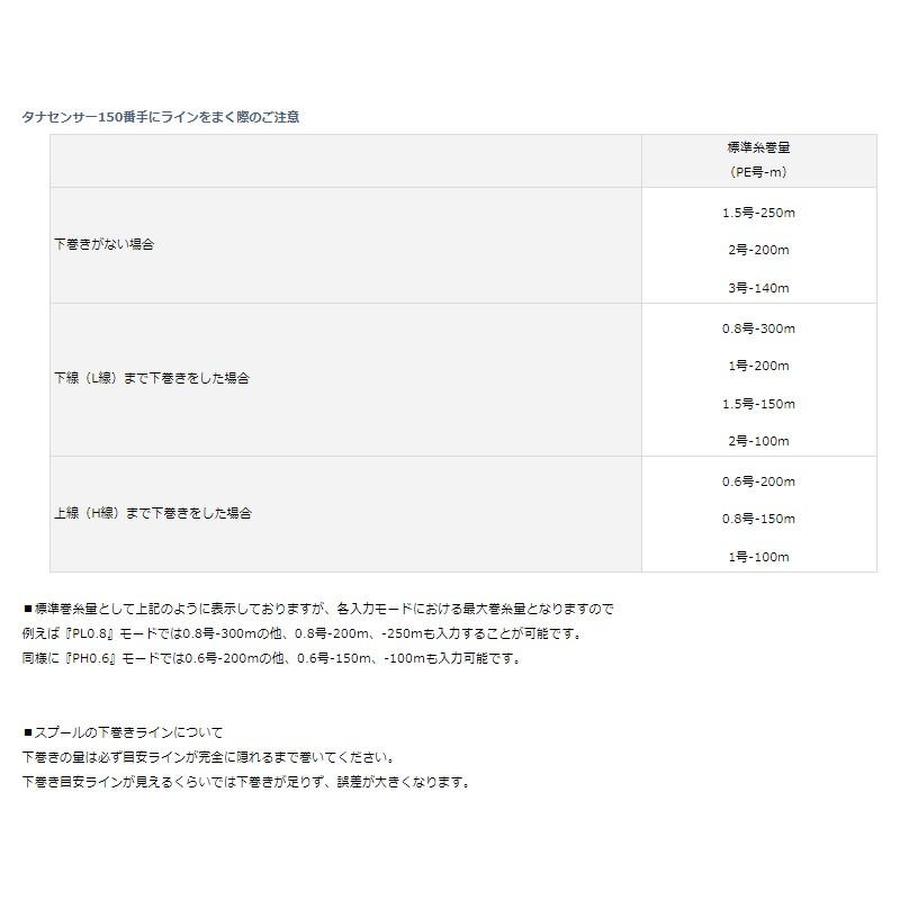 タナセンサー150番手にラインをまく際のご注意
標準糸巻量
（PE号-m）
下巻きがない場合
1.5号-250m
2号-200m
3号-140m
下線（L線）まで下巻きをした場合
0.8号-300m
1号-200m
1.5号-150m
2号-100m
上線（H線）まで下巻きをした場合
0.6号-200m
0.8号-150m
1号-100m
■標準巻糸量として上記のように表示しておりますが、各入力モードにおける最大巻糸量となりますので
例えば『PL0.8』モードでは0.8号-300mの他、0.8号-200m、-250mも入力することが可能です。
同様に『PH0.6』モードでは0.6号-200mの他、0.6号-150m、-100mも入力可能です。
■スプールの下巻きラインについて
下巻きの量は必ず目安ラインが完全に隠れるまで巻いてください。
下巻き目安ラインが見えるくらいでは下巻きが足りず、誤差が大きくなります。